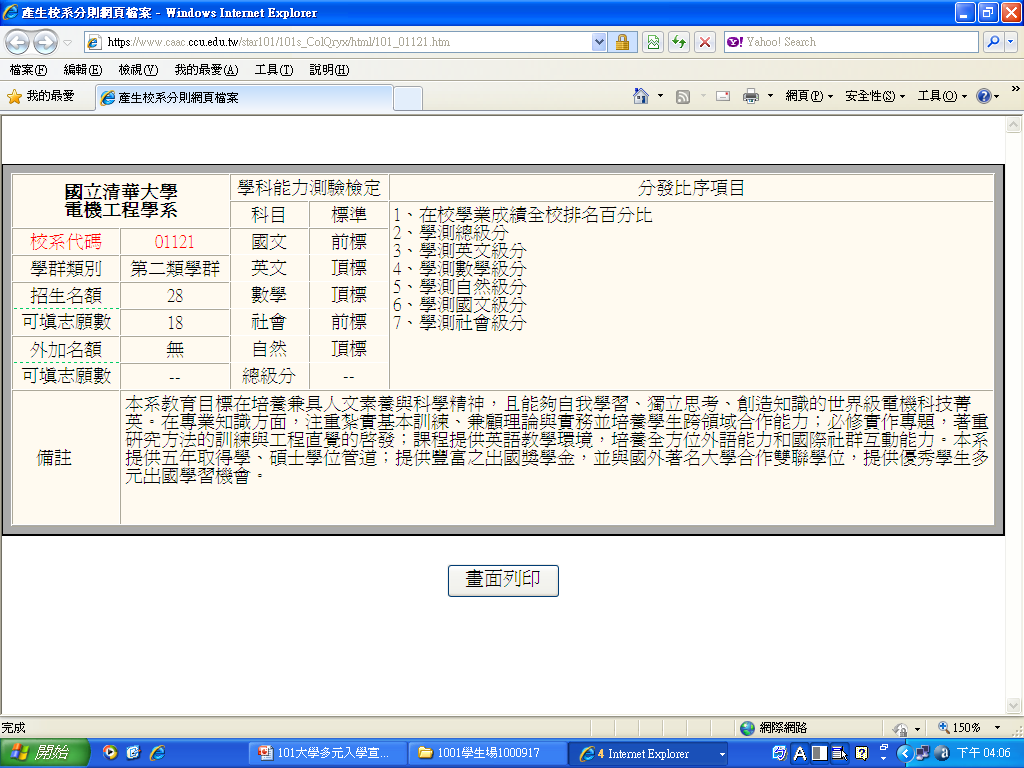 產生校系分則網頁檔案 - Windows Internet Explorer
https://www.caac.ccu.edu.tw/star101/101s_ColQryx/html/101_01121.htm
Yahoo! Search
檔案(F) 編輯(E) 檢視(V) 我的最愛(A) 工具(T) 說明(H)
我的最愛 產生校系分則網頁檔案 網頁(P) 安全性(S) 工具(O)
國立清華大學
電機工程學系
學科能力測驗檢定 分發比序項目
科目 標準
校系代碼 01121 國文 前標
學群類別 第二類學群 英文 頂標
招生名額 28 數學 頂標
可填志願數 18 社會 前標
外加名額 無 自然 頂標
可填志願數 -- 總級分 --
1、在校學業成績全校排名百分比
2、學測總級分
3、學測英文級分
4、學測數學級分
5、學測自然級分
6、學測國文級分
7、學測社會級分
備註
本系教育目標在培養兼具人文素養與科學精神，且能夠自我學習、獨立思考、創造知識的世界級電機科技菁
英。在專業知識方面，注重紮實基本訓練、兼顧理論與實務並培養學生跨領域合作能力；必修實作專題，著重
研究方法的訓練與工程直覺的啓發；課程提供英語教學環境，培養全方位外語能力和國際社群互動能力。本系
提供五年取得學、碩士學位管道；提供豐富之出國獎學金，並與國外著名大學合作雙聯學位，提供優秀學生多
元出國學習機會。
畫面列印
完成 網際網路 150%
開始 101大學多元入學宣... 1001學生場1000917 4 Internet Explorer A 下午 04:06